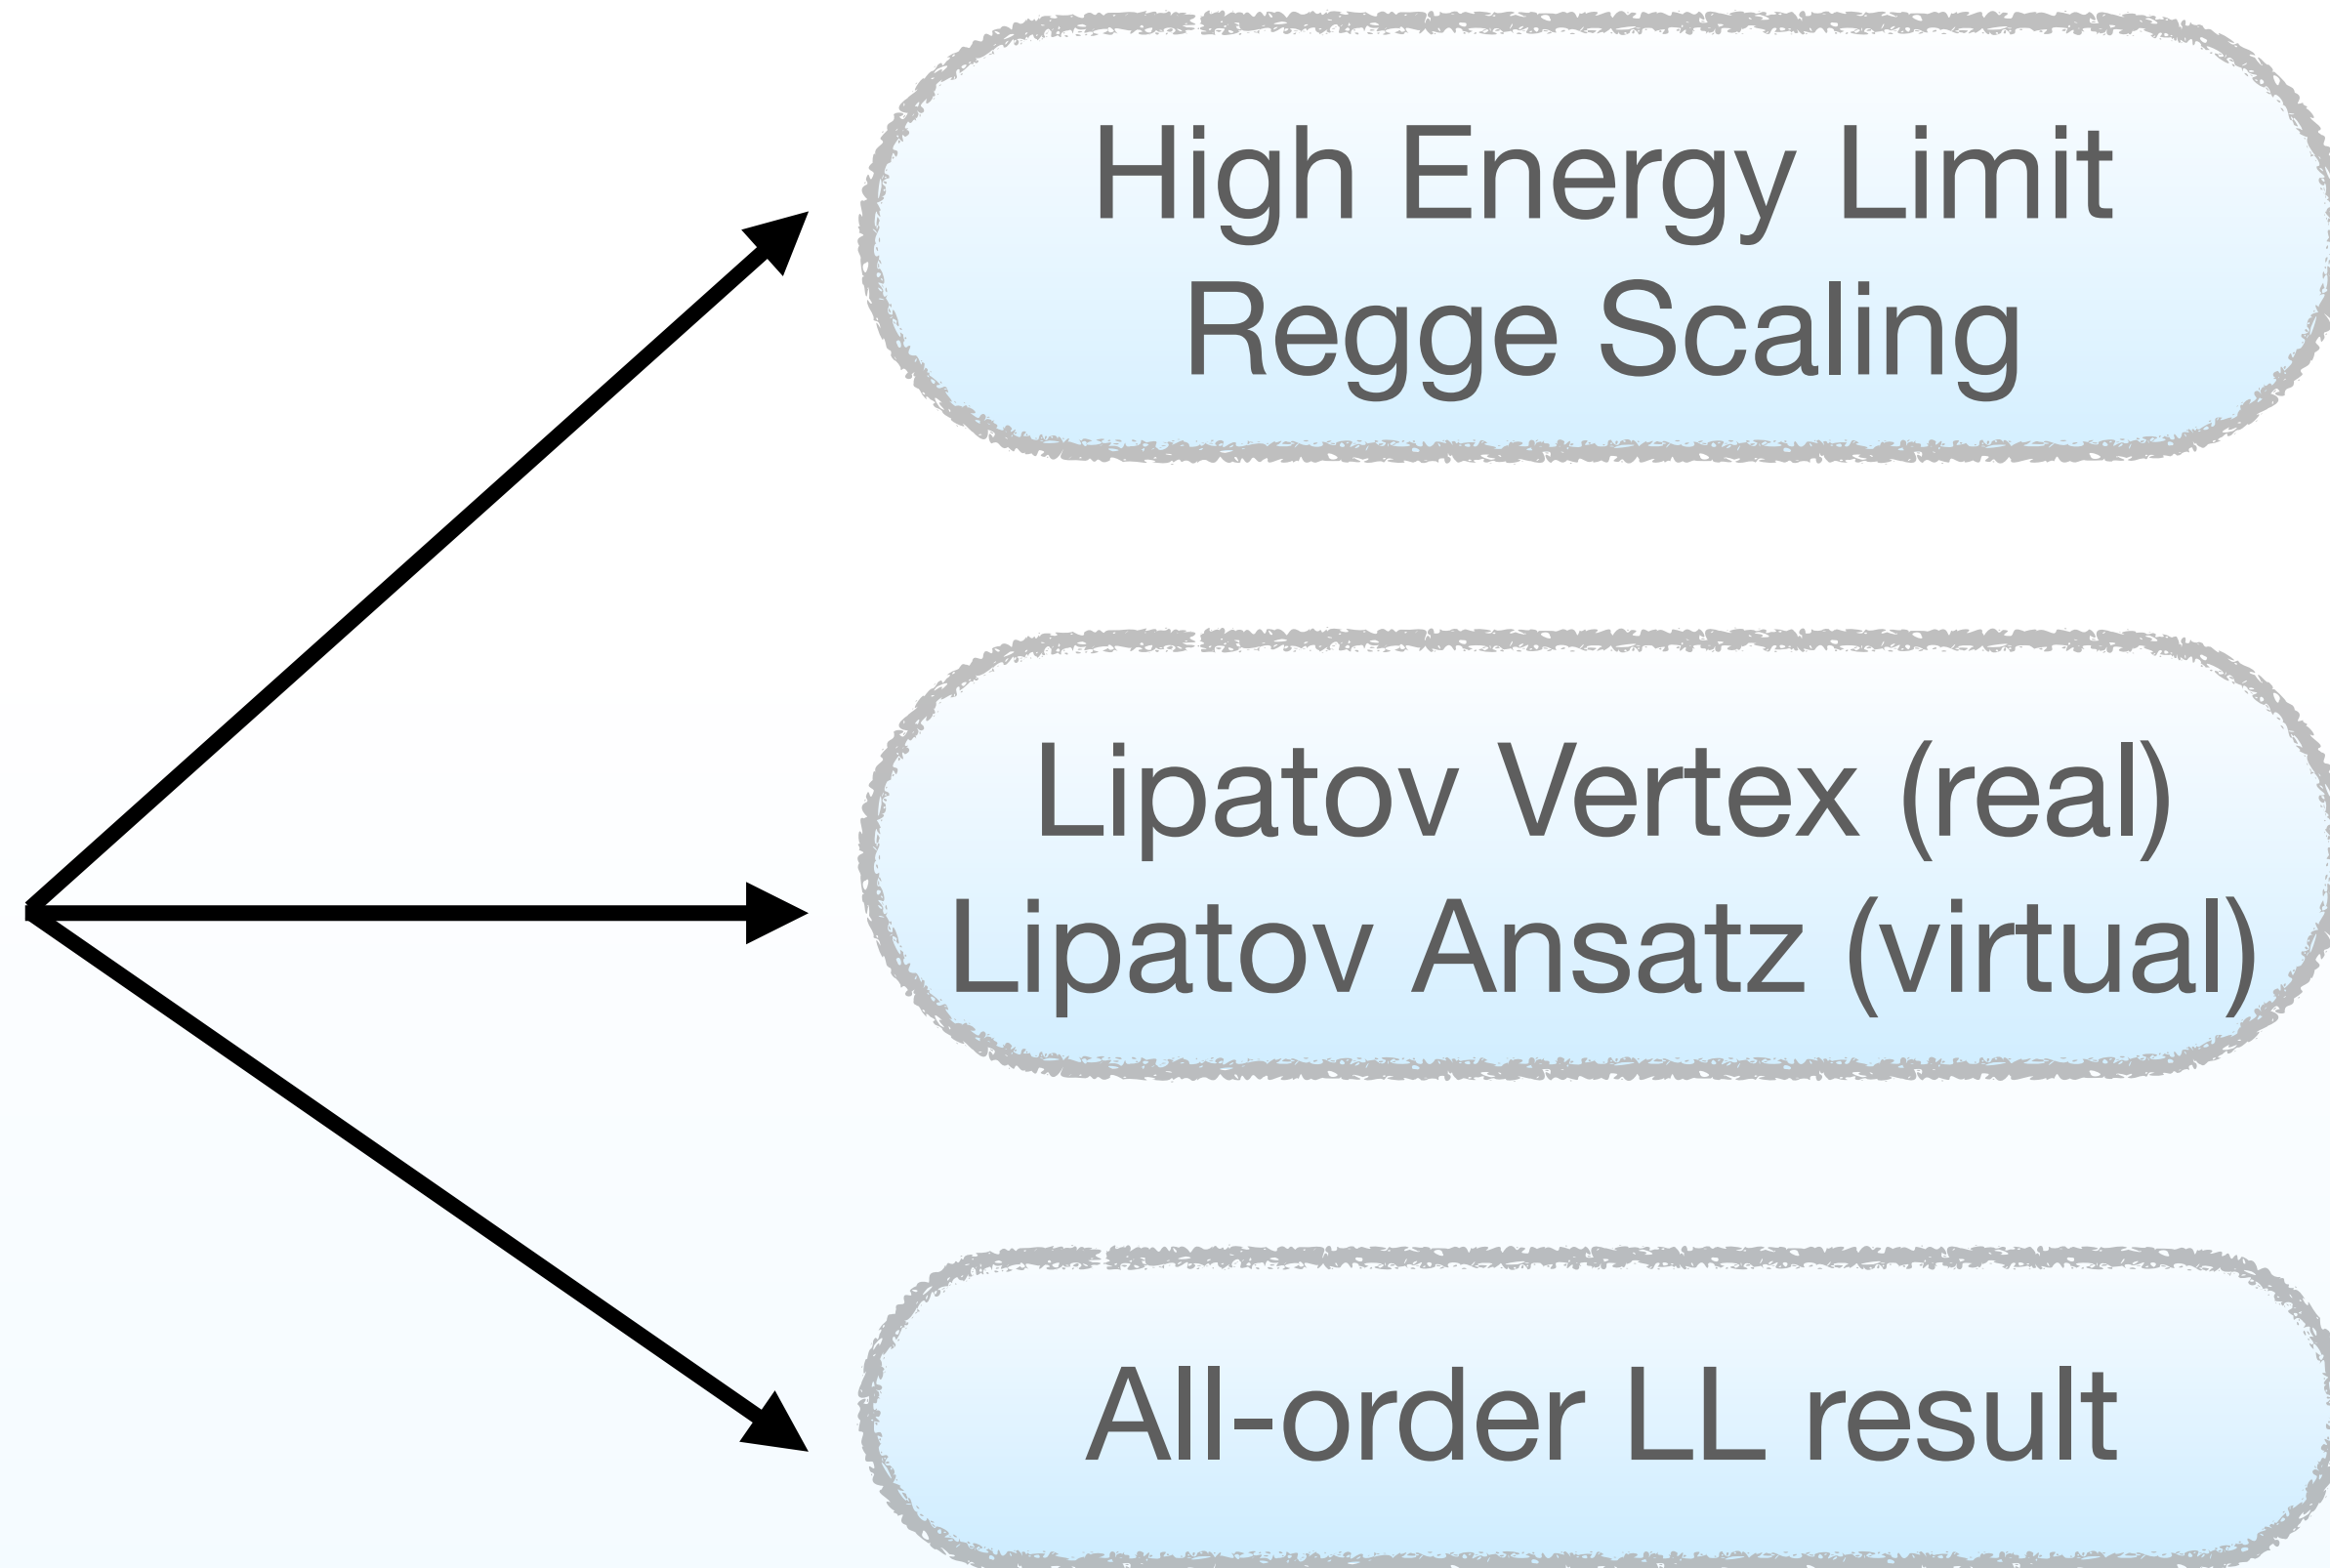 High Energy Limit
Regge Scaling
Lipatov Vertex (real)
Lipatov Ansatz (virtual)
All-order LL result